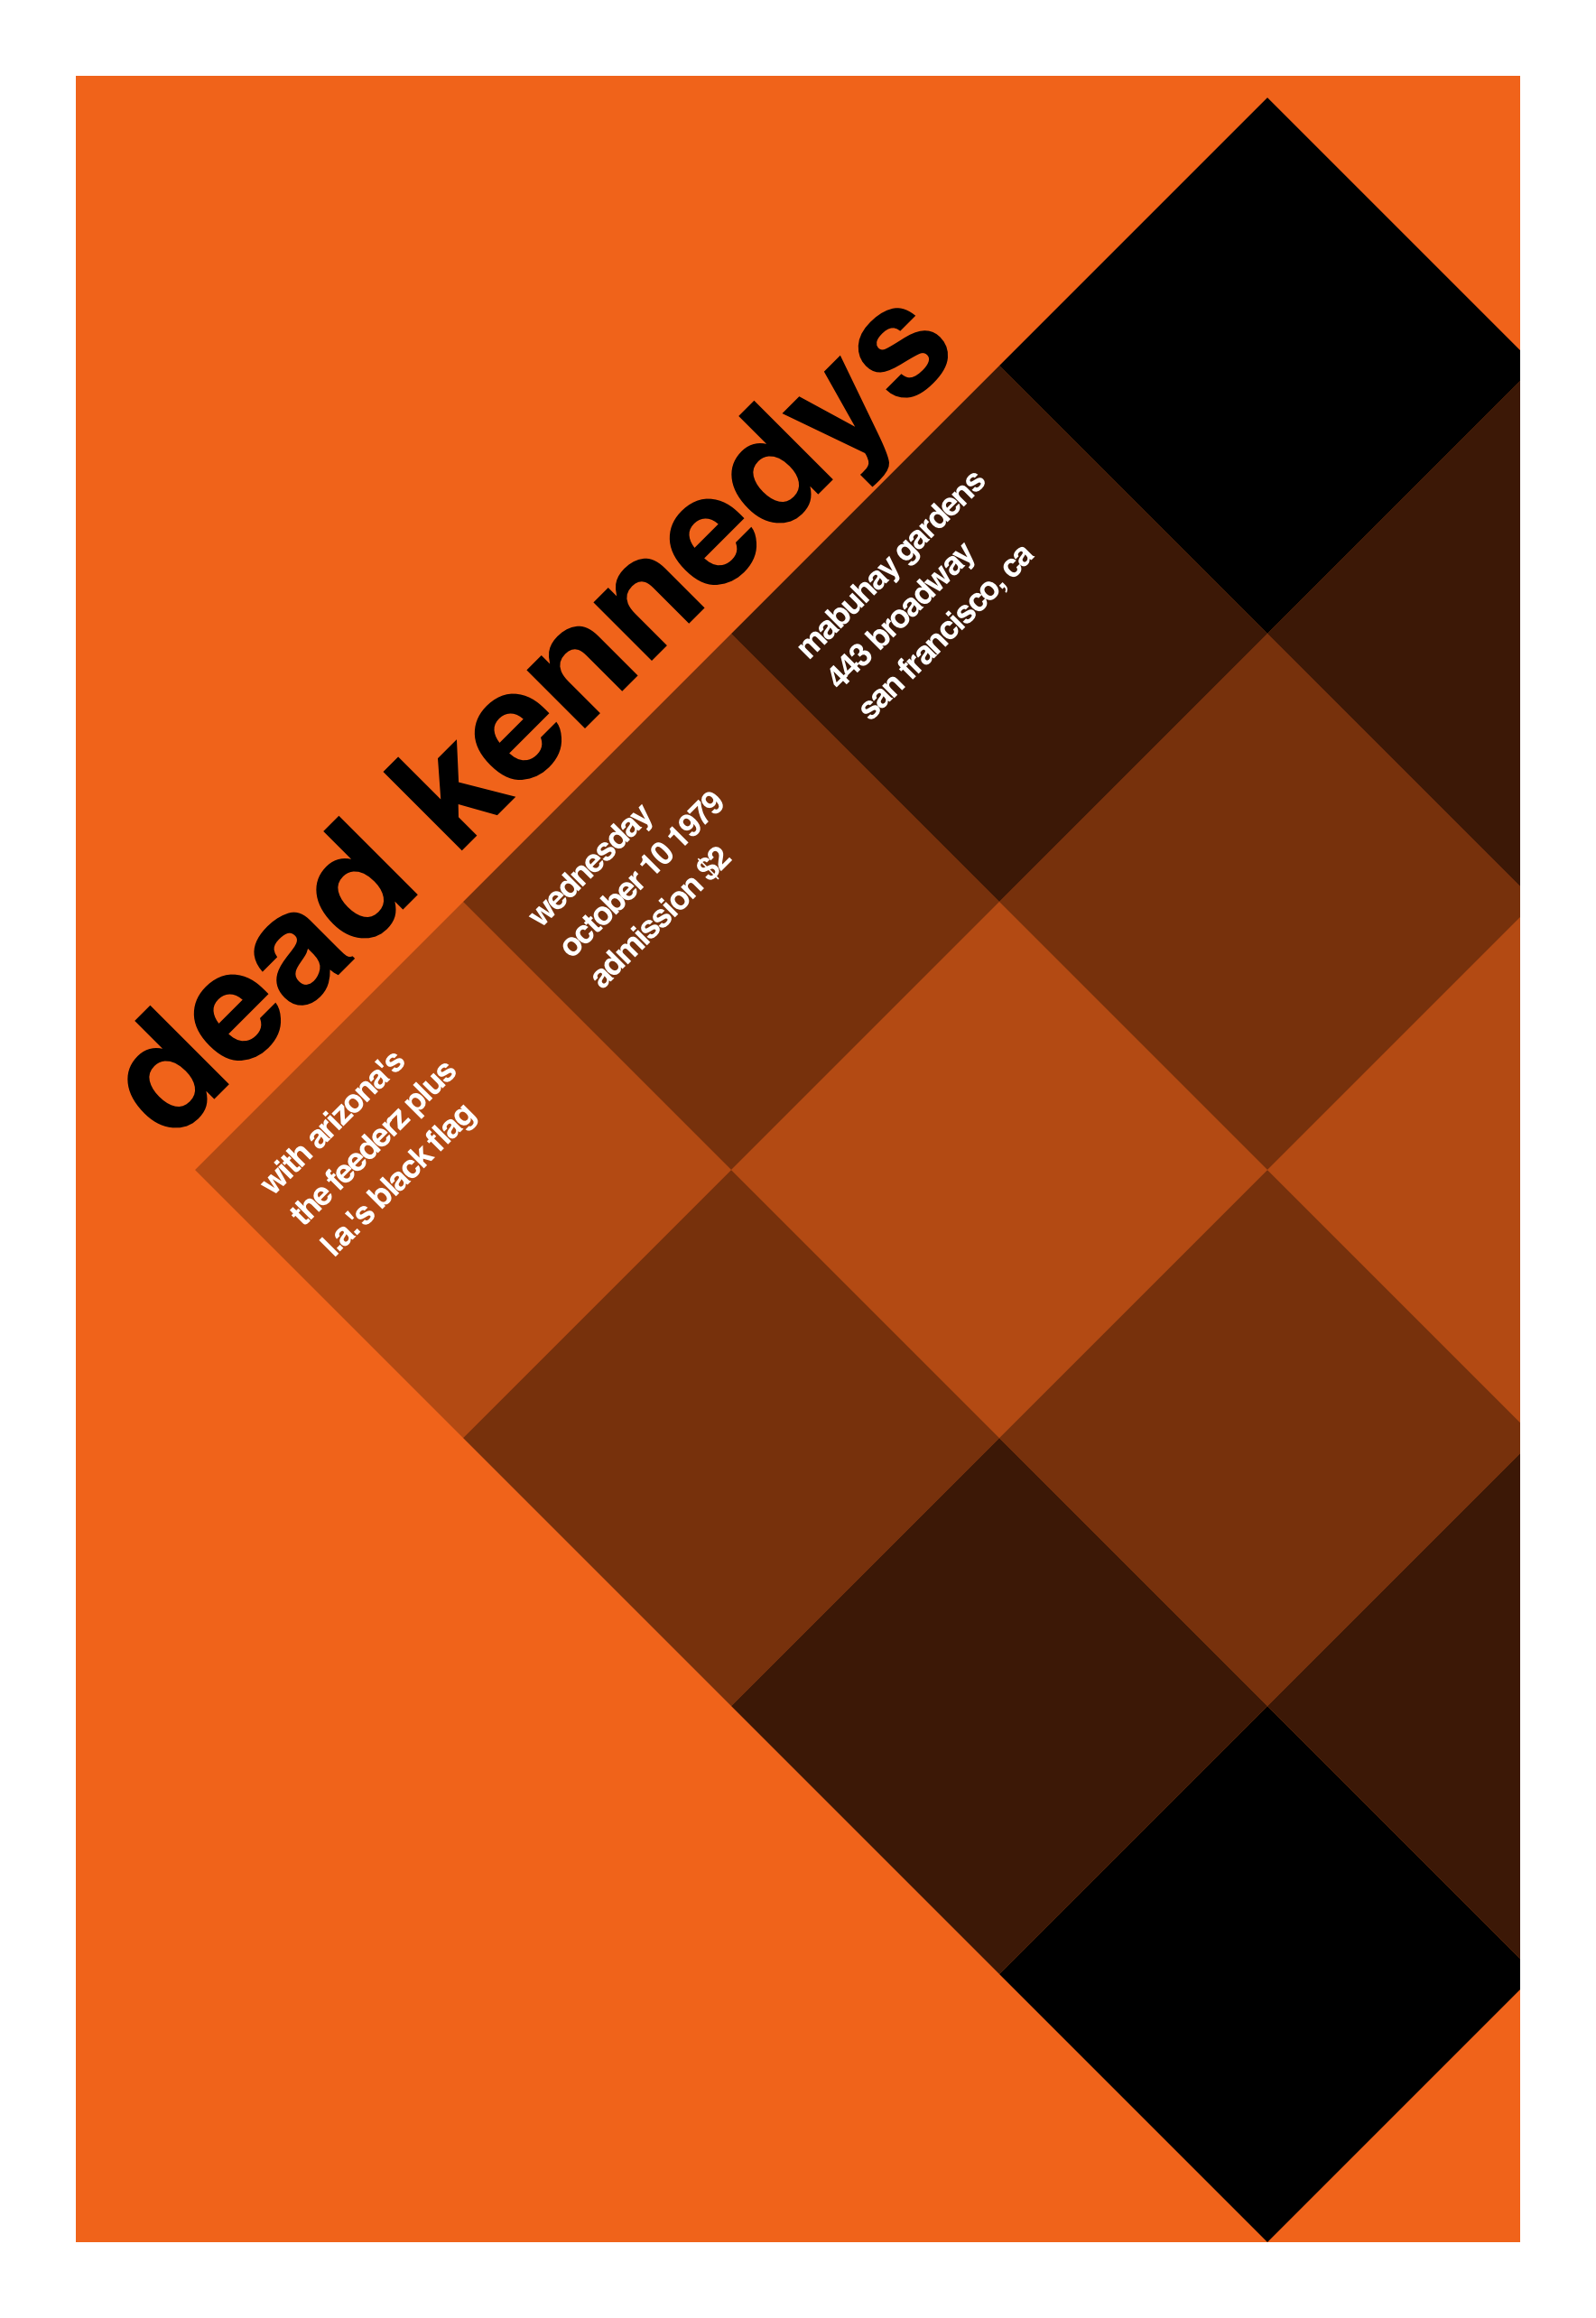 dead kennedys
mabuhay gardens
443 broadway
san francisco, ca
wednesday
october 10 1979
admission $2
with arizona's
the feederz plus
l.a.'s black flag